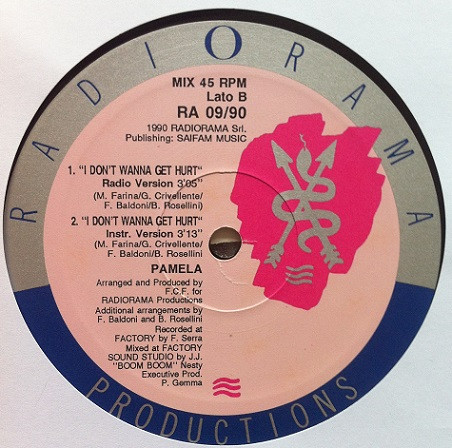 RADIORAMA
MIX 45 RPM
Lato B
RA 09/90
1990 RADIORAMA Srl.
Publishing: SAIFAM MUSIC
1. "I DON'T WANNA GET HURT"
Radio Version 3'05"
(M. Farina/G. Crivellente/
F. Baldoni/B. Rosellini)
2. "I DON'T WANNA GET HURT"
Instr. Version 3'13"
(M. Farina/G. Crivellente/
F. Baldoni/B. Rosellini
PAMELA
Arranged and Produced by
F.C.F. for
RADIORAMA Productions
Additional arrangements by
F. Baldoni and B. Rosellini
Recorded at
FACTORY by F. Serra
Mixed at FACTORY
SOUND STUDIO by J.J.
"BOOM BOOM" Nesty
Executive Prod.
P. Gemma
PRODUCTIONS